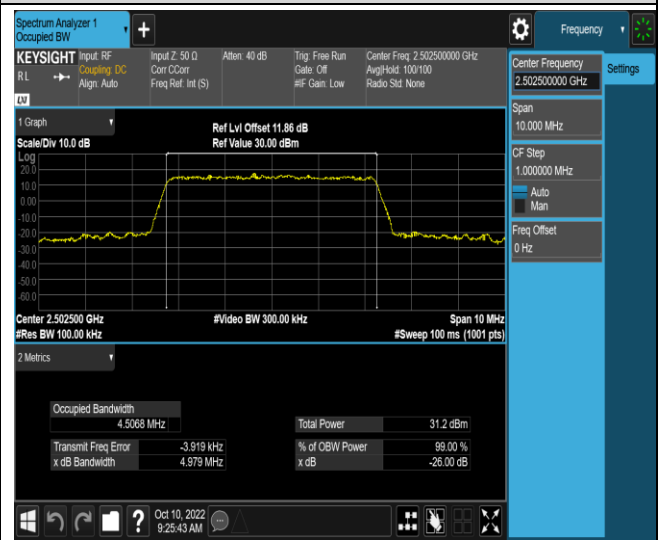 Spectrum Analyzer 1
Occupied BW
Frequency
KEYSIGHT
Input: RF
Coupling: DC
Align: Auto
Input Z: 50 Ω
Corr CCorr
Freq Ref: Int (S)
Atten: 40 dB
Trig: Free Run
Gate: Off
#IF Gain: Low
Center Freq: 2.502500000 GHz
Avg|Hold: 100/100
Radio Std: None
RL
LXI
Center Frequency
2.502500000 GHz
Settings
Span
10.000 MHz
CF Step
1.000000 MHz
Auto
Man
Freq Offset
0 Hz
1 Graph
Scale/Div 10.0 dB
Ref Lvl Offset 11.86 dB
Ref Value 30.00 dBm
Log
20.0
10.0
0.00
-10.0
-20.0
-30.0
-40.0
-50.0
-60.0
Center 2.502500 GHz
#Video BW 300.00 kHz
Span 10 MHz
#Res BW 100.00 kHz
#Sweep 100 ms (1001 pts)
2 Metrics
Occupied Bandwidth
4.5068 MHz
Total Power 31.2 dBm
Transmit Freq Error -3.919 kHz
% of OBW Power 99.00 %
x dB Bandwidth 4.979 MHz
x dB -26.00 dB
Oct 10, 2022
9:25:43 AM